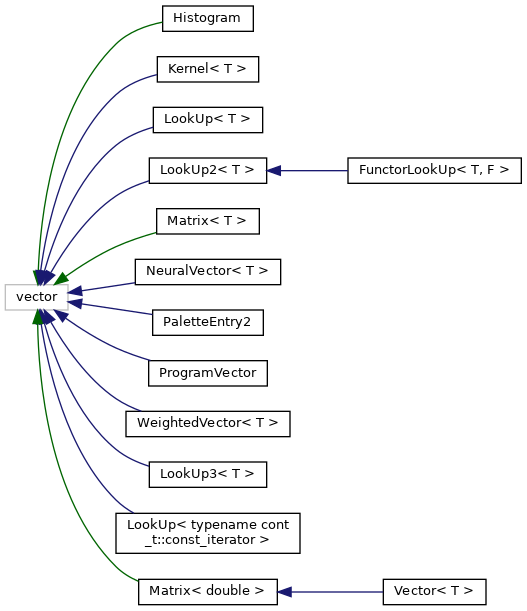 Histogram
Kernel< T >
LookUp< T >
LookUp2< T >
FunctorLookUp< T, F >
Matrix< T >
NeuralVector< T >
vector
PaletteEntry2
ProgramVector
WeightedVector< T >
LookUp3< T >
LookUp< typename cont
_t::const_iterator >
Matrix< double >
Vector< T >